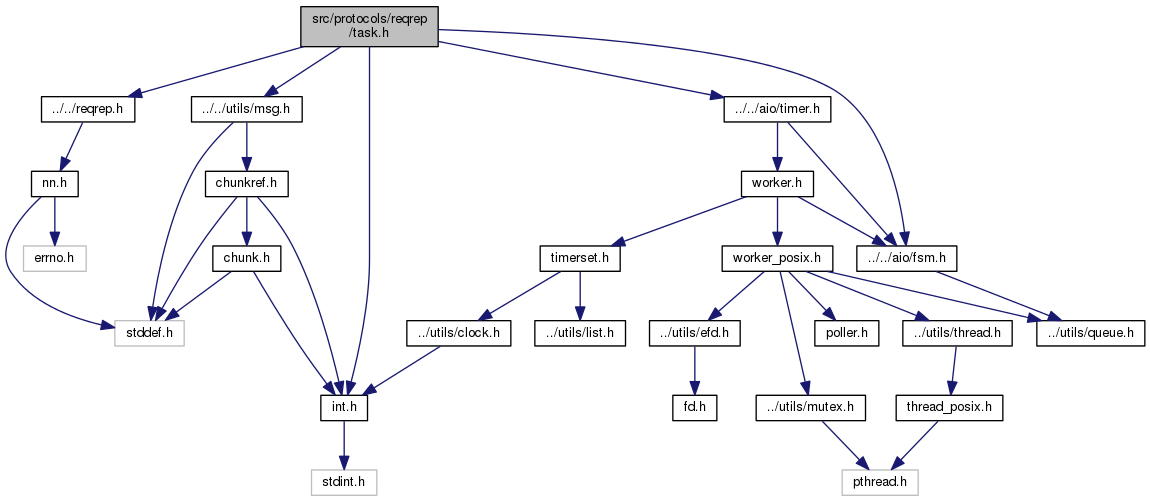 src/protocols/reqrep
/task.h
../../reqrep.h
../../utils/msg.h
../../aio/timer.h
nn.h
chunkref.h
worker.h
errno.h
chunk.h
timerset.h
worker_posix.h
../../aio/fsm.h
stddef.h
../utils/clock.h
../utils/list.h
../utils/efd.h
poller.h
../utils/thread.h
../utils/queue.h
int.h
fd.h
../utils/mutex.h
thread_posix.h
stdint.h
pthread.h